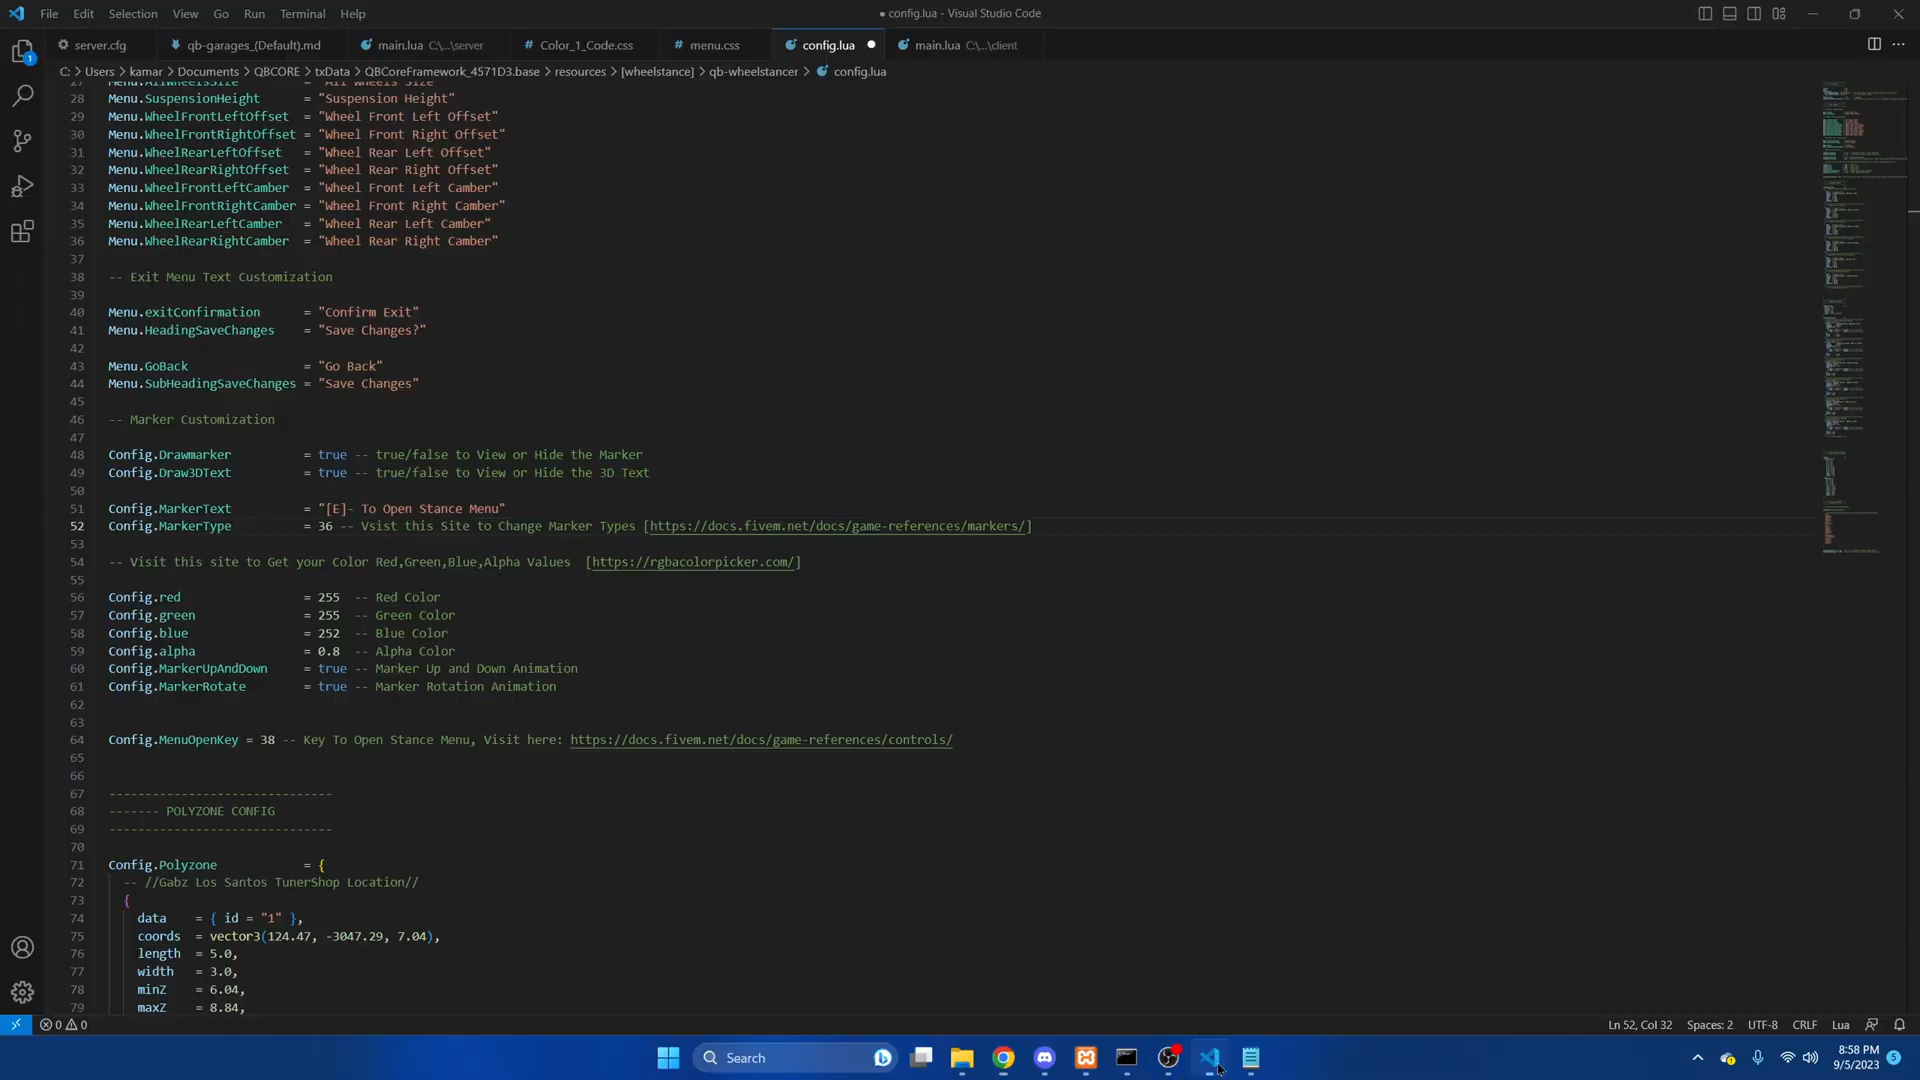 File Edit Selection View Go Run Terminal Help
● config.lua - Visual Studio Code
server.cfg
qb-garages_(Default).md
main.lua C:\...\server
# Color_1_Code.css
# menu.css
config.lua ●
main.lua C:\...\client
C: > Users > kamar > Documents > QBCORE > txData > QBCoreFramework_4571D3.base > resources > [wheelstance] > qb-wheelstancer > config.lua
27 Menu.AllWheelsSize = "All Wheels Size"
28 Menu.SuspensionHeight = "Suspension Height"
29 Menu.WheelFrontLeftOffset = "Wheel Front Left Offset"
30 Menu.WheelFrontRightOffset = "Wheel Front Right Offset"
31 Menu.WheelRearLeftOffset = "Wheel Rear Left Offset"
32 Menu.WheelRearRightOffset = "Wheel Rear Right Offset"
33 Menu.WheelFrontLeftCamber = "Wheel Front Left Camber"
34 Menu.WheelFrontRightCamber = "Wheel Front Right Camber"
35 Menu.WheelRearLeftCamber = "Wheel Rear Left Camber"
36 Menu.WheelRearRightCamber = "Wheel Rear Right Camber"
37
38 -- Exit Menu Text Customization
39
40 Menu.exitConfirmation = "Confirm Exit"
41 Menu.HeadingSaveChanges = "Save Changes?"
42
43 Menu.GoBack = "Go Back"
44 Menu.SubHeadingSaveChanges = "Save Changes"
45
46 -- Marker Customization
47
48 Config.Drawmarker = true -- true/false to View or Hide the Marker
49 Config.Draw3DText = true -- true/false to View or Hide the 3D Text
50
51 Config.MarkerText = "[E]- To Open Stance Menu"
52 Config.MarkerType = 36 -- Vsist this Site to Change Marker Types [https://docs.fivem.net/docs/game-references/markers/]
53
54 -- Visit this site to Get your Color Red,Green,Blue,Alpha Values [https://rgbacolorpicker.com/]
55
56 Config.red = 255 -- Red Color
57 Config.green = 255 -- Green Color
58 Config.blue = 252 -- Blue Color
59 Config.alpha = 0.8 -- Alpha Color
60 Config.MarkerUpAndDown = true -- Marker Up and Down Animation
61 Config.MarkerRotate = true -- Marker Rotation Animation
62
63
64 Config.MenuOpenKey = 38 -- Key To Open Stance Menu, Visit here: https://docs.fivem.net/docs/game-references/controls/
65
66
67 -------------------------------
68 ------- POLYZONE CONFIG
69 -------------------------------
70
71 Config.Polyzone = {
72 -- //Gabz Los Santos TunerShop Location//
73 {
74 data = { id = "1" },
75 coords = vector3(124.47, -3047.29, 7.04),
76 length = 5.0,
77 width = 3.0,
78 minZ = 6.04,
79 maxZ = 8.84,
1
0 0
Ln 52, Col 32 Spaces: 2 UTF-8 CRLF Lua
Search
8:58 PM
9/5/2023
5